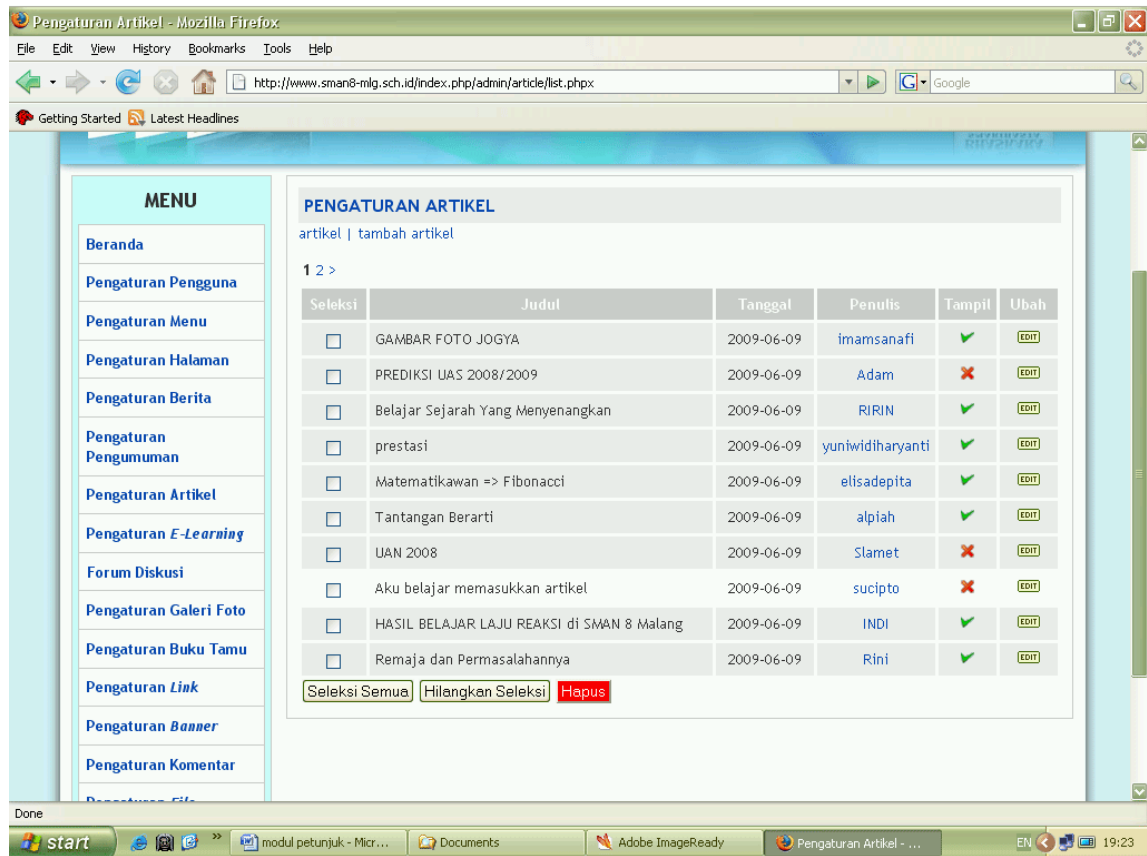 Pengaturan Artikel - Mozilla Firefox
File Edit View History Bookmarks Tools Help
http://www.sman8-mlg.sch.id/index.php/admin/article/list.phpx
G Google
Getting Started Latest Headlines
BHASKARA
MENU
Beranda
Pengaturan Pengguna
Pengaturan Menu
Pengaturan Halaman
Pengaturan Berita
Pengaturan
Pengumuman
Pengaturan Artikel
Pengaturan E-Learning
Forum Diskusi
Pengaturan Galeri Foto
Pengaturan Buku Tamu
Pengaturan Link
Pengaturan Banner
Pengaturan Komentar
Pengaturan File
PENGATURAN ARTIKEL
artikel | tambah artikel
1 2 >
Seleksi Judul Tanggal Penulis Tampil Ubah
GAMBAR FOTO JOGYA 2009-06-09 imamsanafi EDIT
PREDIKSI UAS 2008/2009 2009-06-09 Adam EDIT
Belajar Sejarah Yang Menyenangkan 2009-06-09 RIRIN EDIT
prestasi 2009-06-09 yuniwidiharyanti EDIT
Matematikawan => Fibonacci 2009-06-09 elisadepita EDIT
Tantangan Berarti 2009-06-09 alpiah EDIT
UAN 2008 2009-06-09 Slamet EDIT
Aku belajar memasukkan artikel 2009-06-09 sucipto EDIT
HASIL BELAJAR LAJU REAKSI di SMAN 8 Malang 2009-06-09 INDI EDIT
Remaja dan Permasalahannya 2009-06-09 Rini EDIT
Seleksi Semua Hilangkan Seleksi Hapus
Done
start » modul petunjuk - Micr... Documents Adobe ImageReady Pengaturan Artikel - ... EN 19:23